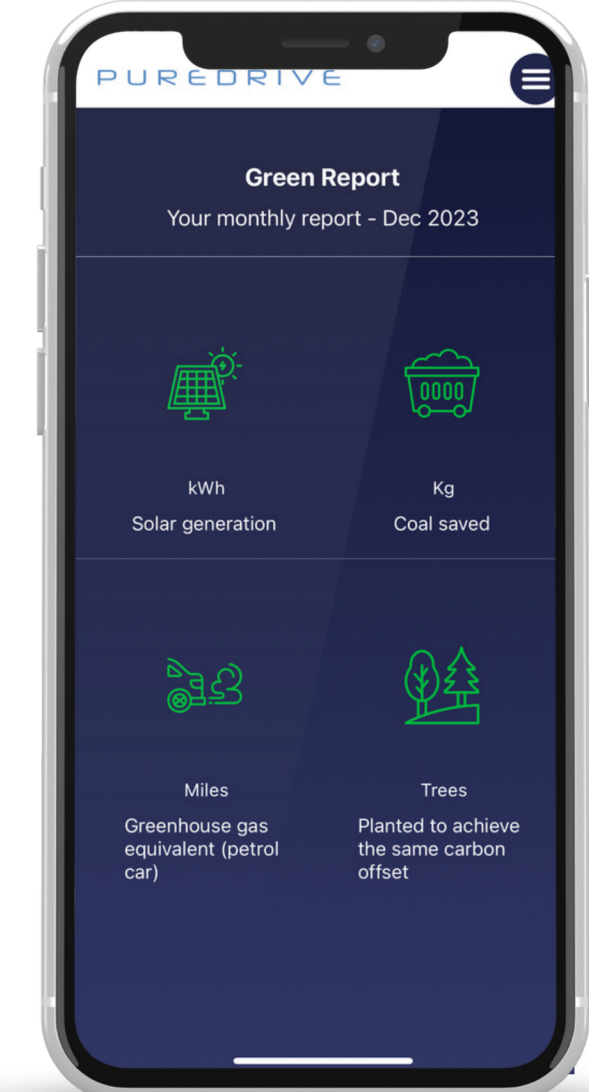 PUREDRIVE
Green Report
Your monthly report - Dec 2023
kWh
Solar generation
Kg
Coal saved
Miles
Greenhouse gas
equivalent (petrol
car)
Trees
Planted to achieve
the same carbon
offset